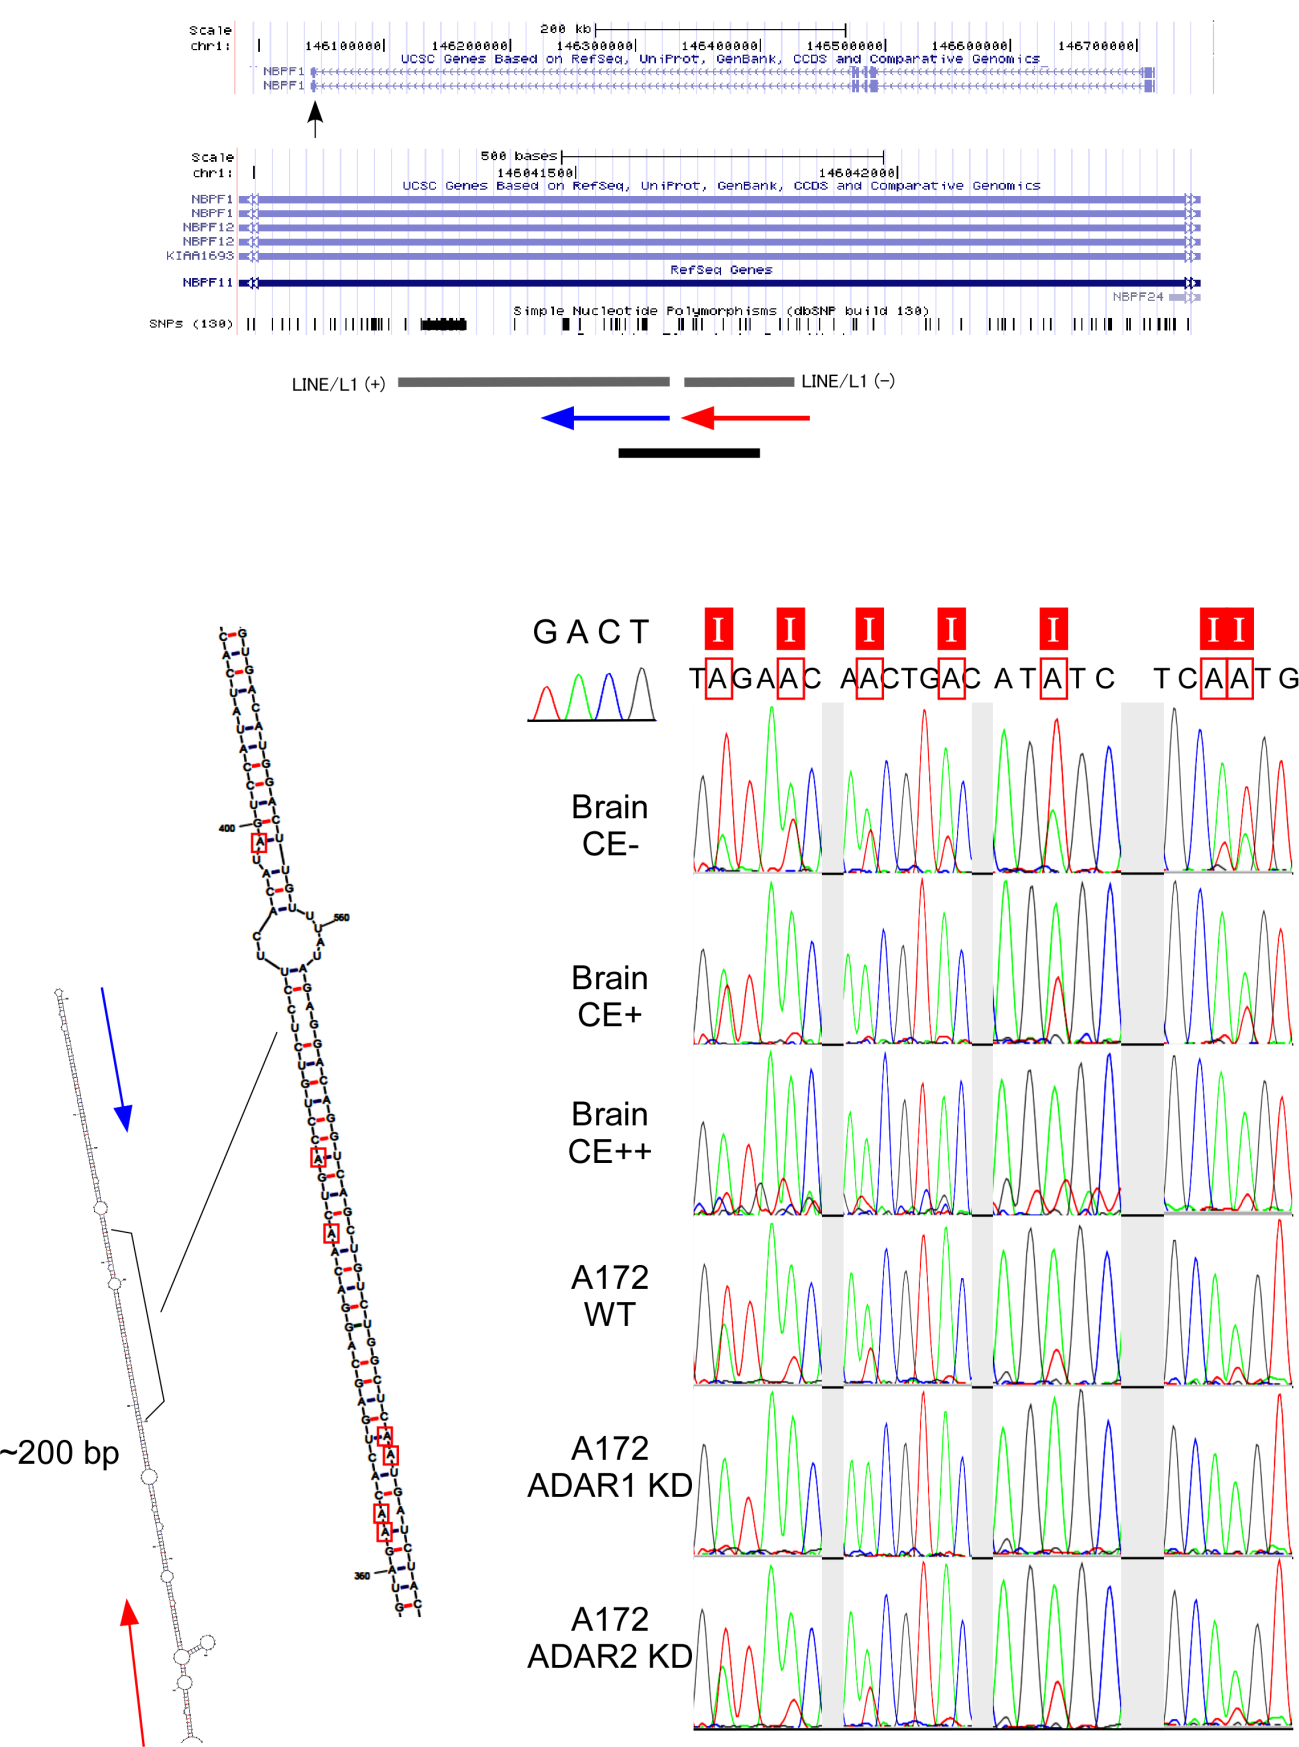 Scale 200 kb
chr1: 146100000 146200000 146300000 146400000 146500000 146600000 146700000
UCSC Genes Based on RefSeq, UniProt, GenBank, CCDS and Comparative Genomics
NBPF1
NBPF1
Scale 500 bases
chr1: 146041500 146042000
UCSC Genes Based on RefSeq, UniProt, GenBank, CCDS and Comparative Genomics
NBPF1
NBPF1
NBPF12
NBPF12
KIAA1693
RefSeq Genes
NBPF11
NBPF24
Simple Nucleotide Polymorphisms (dbSNP build 130)
SNPs (130)
LINE/L1 (+) LINE/L1 (-)
G A C T
I I I I I I I
TAGAAC AACTGAC ATATC TCAATG
Brain
CE-
Brain
CE+
Brain
CE++
A172
WT
A172
ADAR1 KD
A172
ADAR2 KD
400
560
360
~200 bp